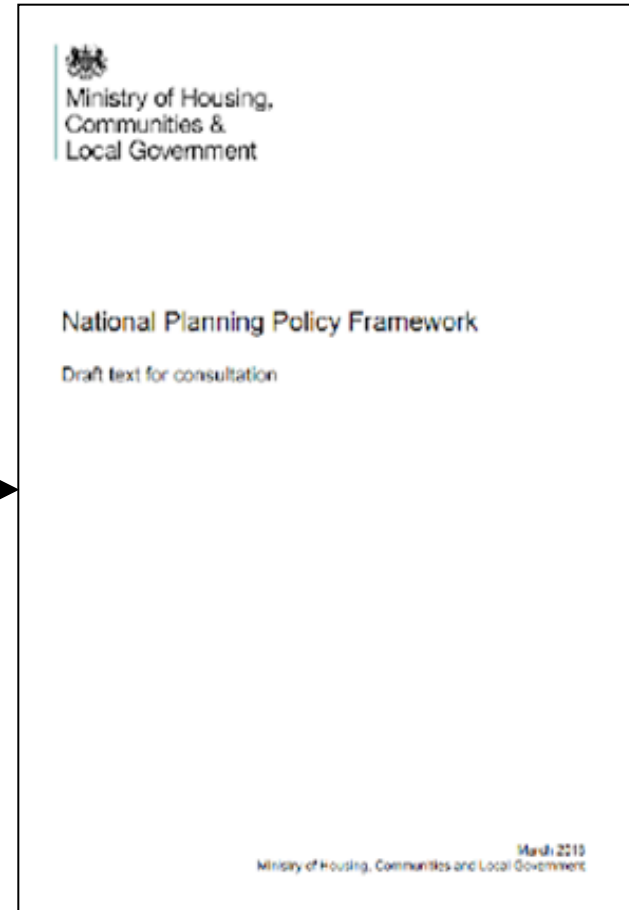 Ministry of Housing,
Communities &
Local Government
National Planning Policy Framework
Draft text for consultation
March 2018
Ministry of Housing, Communities and Local Government